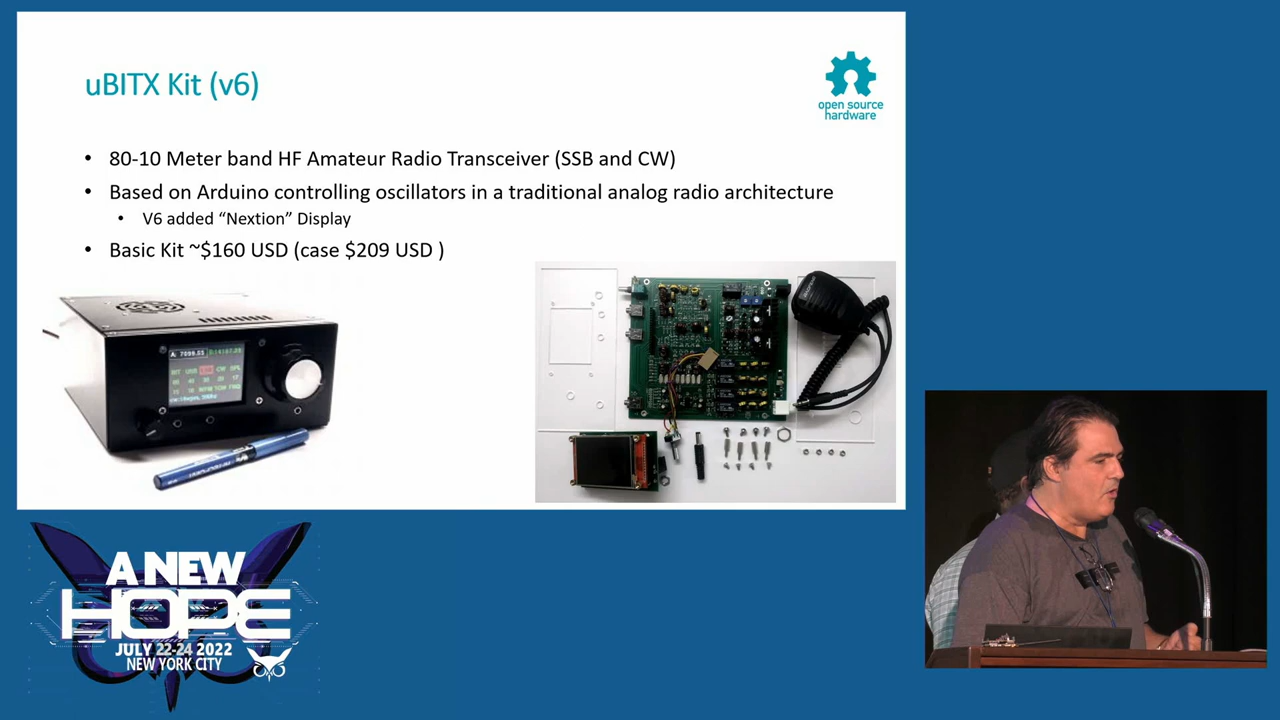 uBITX Kit (v6)
open source
hardware
• 80-10 Meter band HF Amateur Radio Transceiver (SSB and CW)
• Based on Arduino controlling oscillators in a traditional analog radio architecture
• V6 added “Nextion” Display
• Basic Kit ~$160 USD (case $209 USD )
A NEW
HOPE
JULY 22-24 2022
NEW YORK CITY